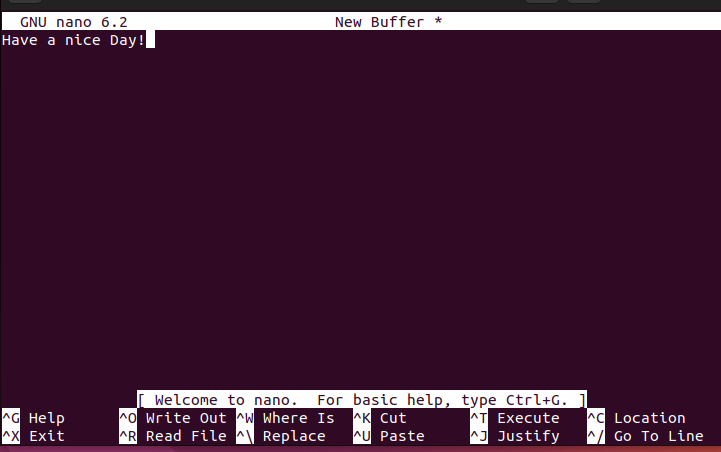 GNU nano 6.2 New Buffer *
Have a nice Day!
[ Welcome to nano.  For basic help, type Ctrl+G. ]
^G Help ^O Write Out ^W Where Is ^K Cut ^T Execute ^C Location
^X Exit ^R Read File ^\ Replace ^U Paste ^J Justify ^/ Go To Line